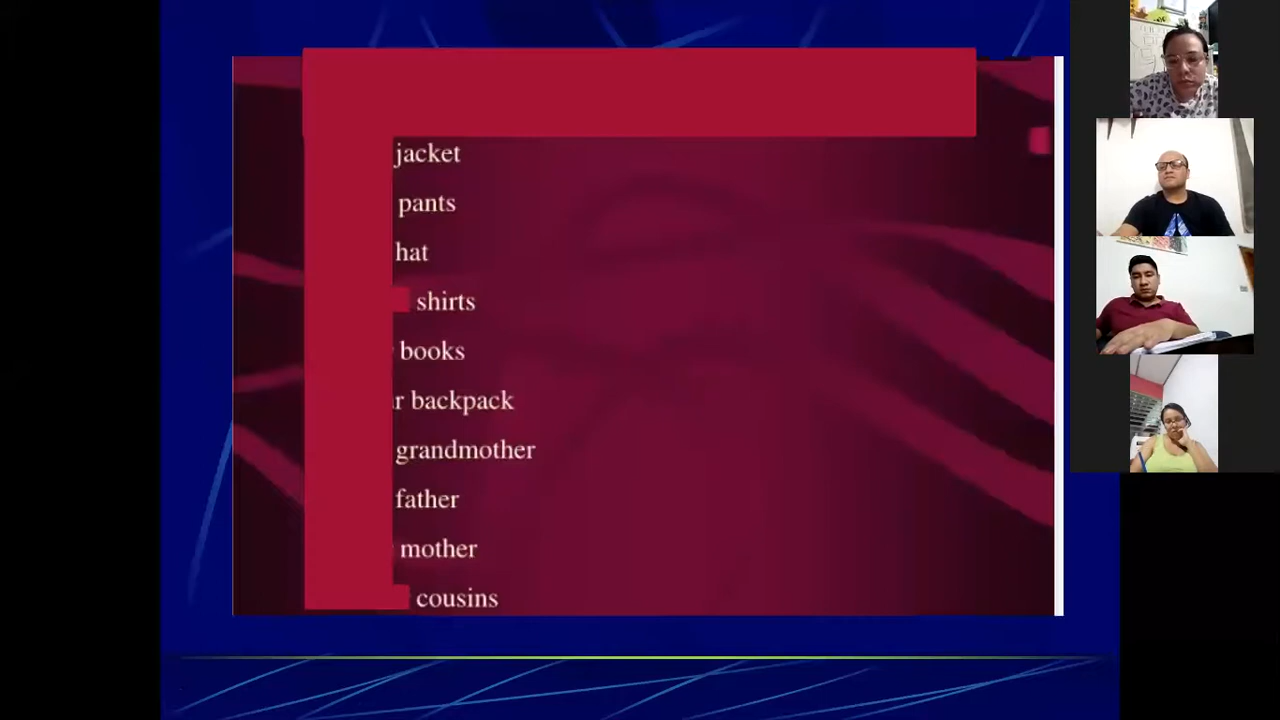 jacket
pants
hat
shirts
books
r backpack
grandmother
father
mother
cousins